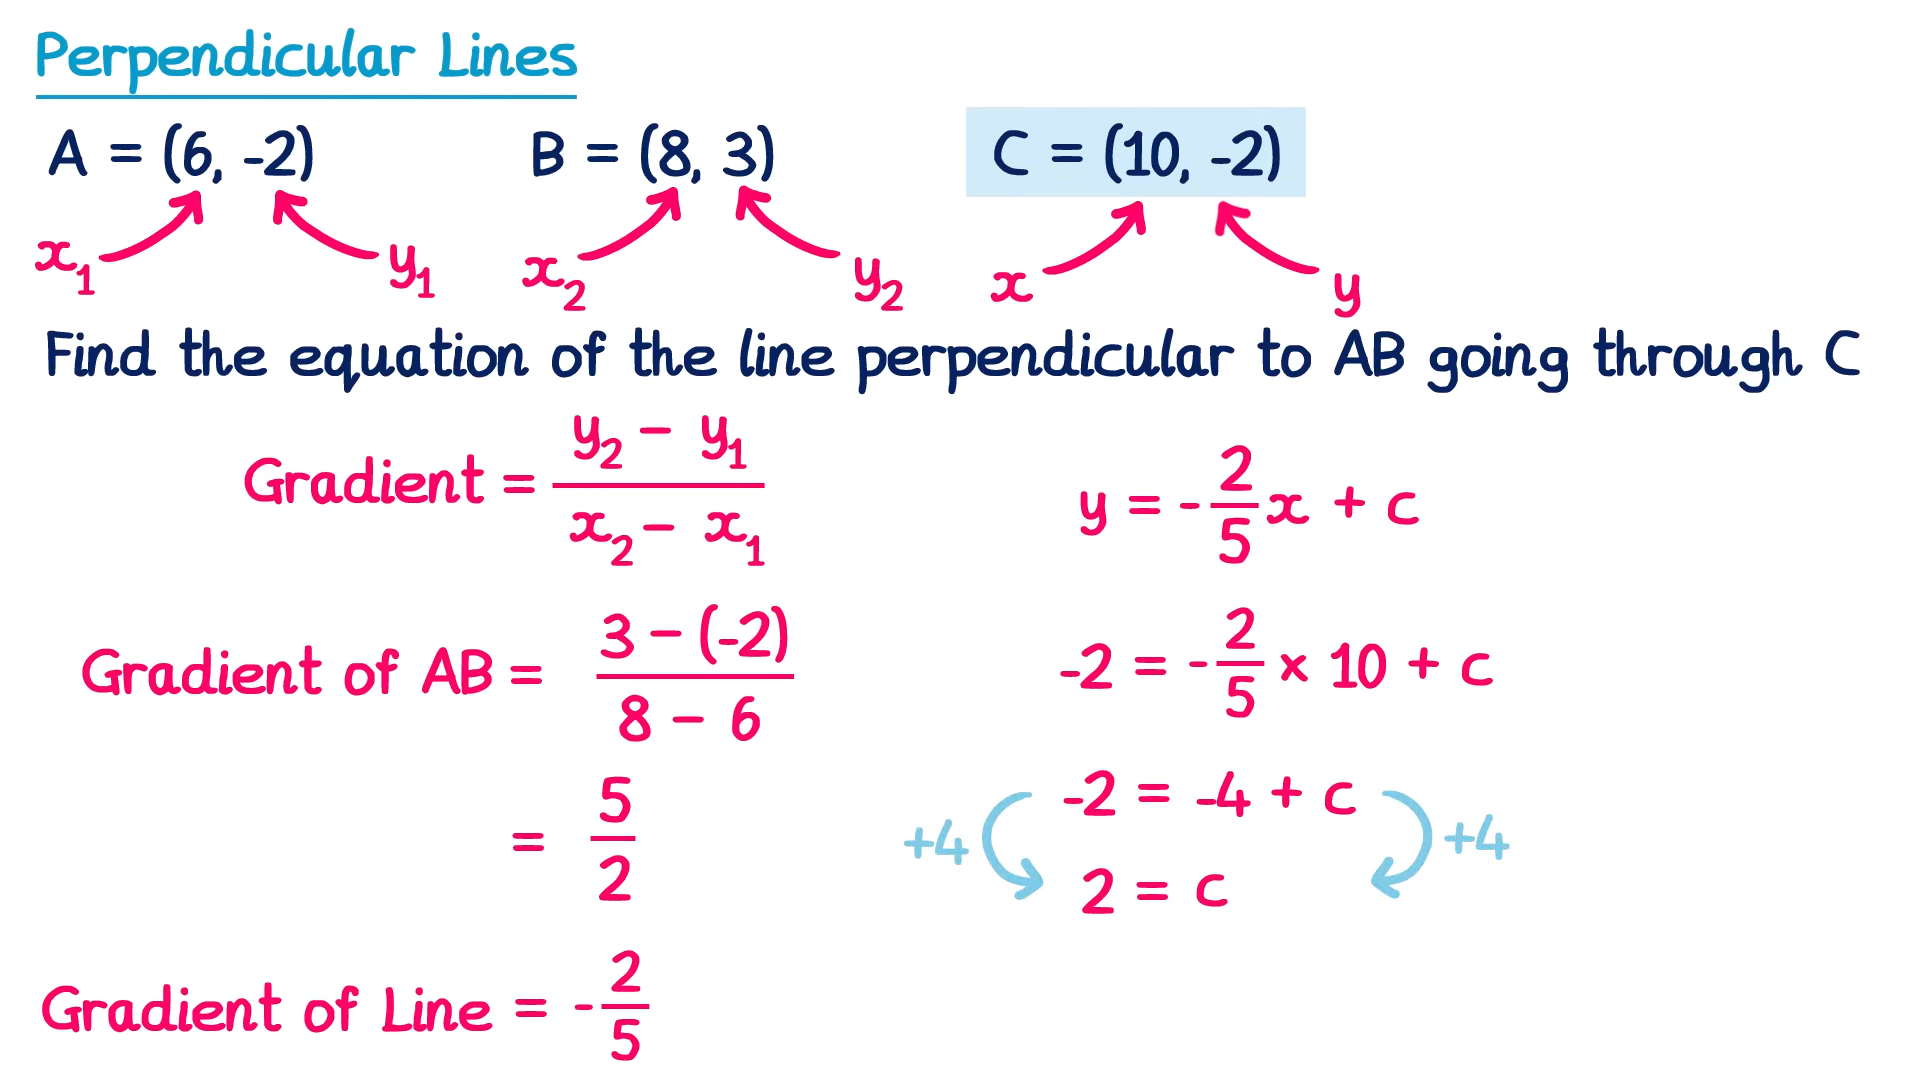 Perpendicular Lines
A = (6, -2)
B = (8, 3)
C = (10, -2)
x₁ y₁ x₂ y₂ x y
Find the equation of the line perpendicular to AB going through C
Gradient = y₂ − y₁ / x₂ − x₁
Gradient of AB = 3 − (-2) / 8 − 6
= 5/2
Gradient of Line = -2/5
y = -2/5 x + c
-2 = -2/5 × 10 + c
-2 = -4 + c
+4 +4
2 = c